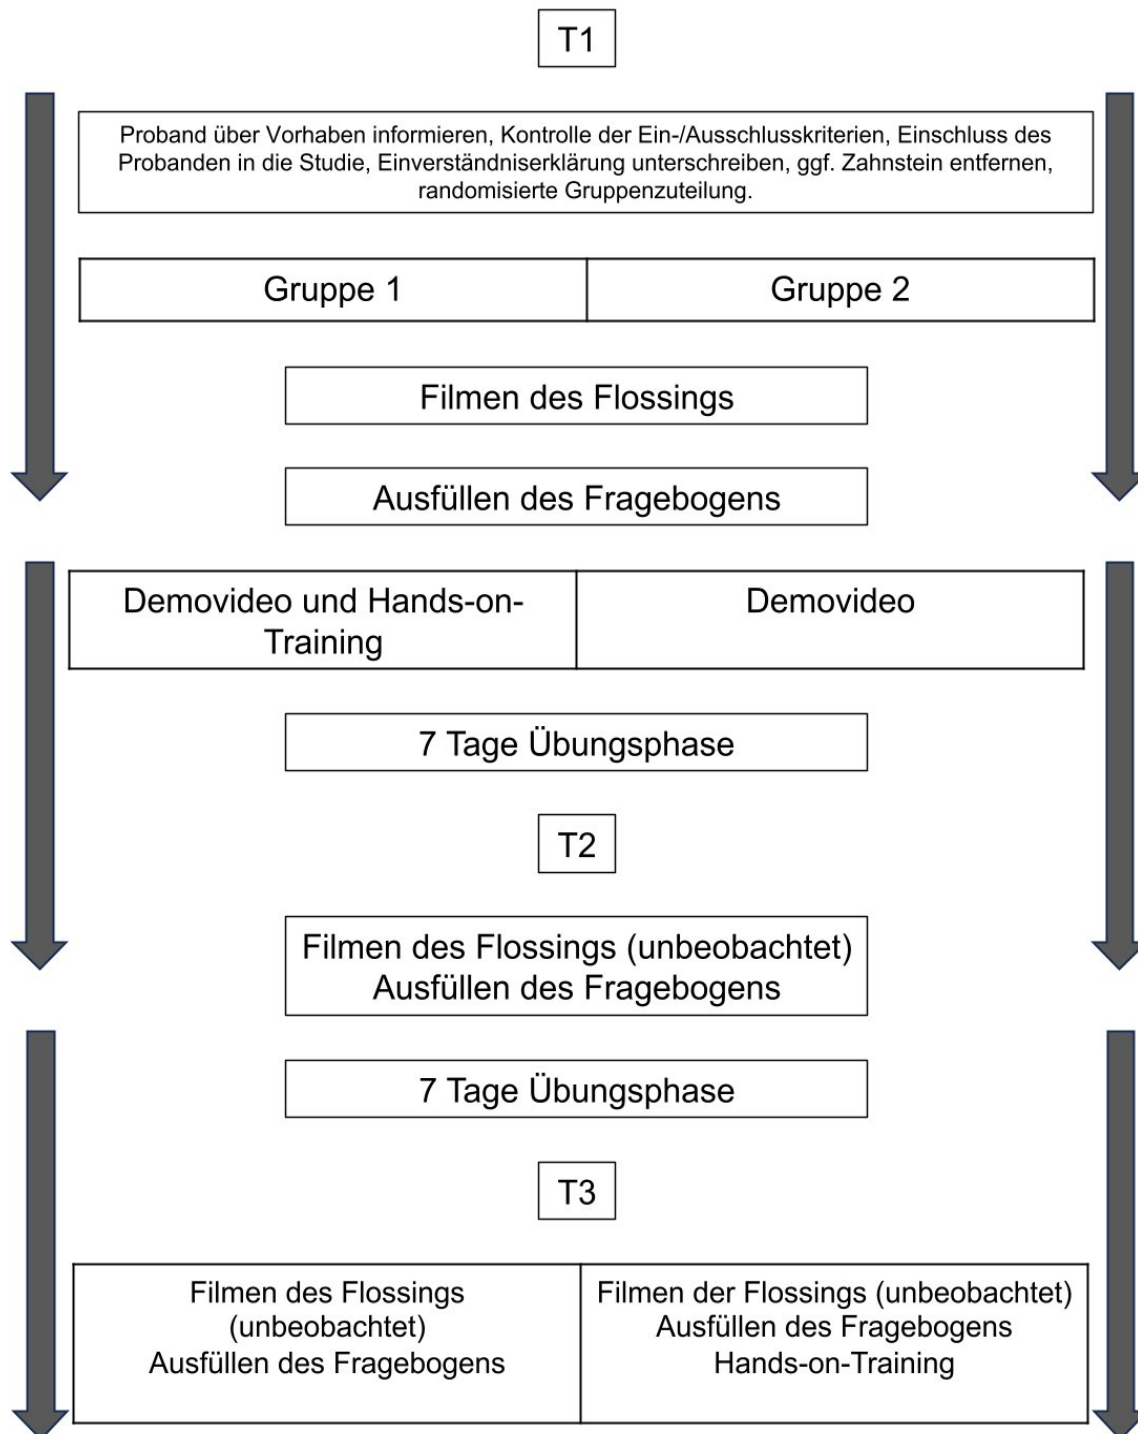 T1
Proband über Vorhaben informieren, Kontrolle der Ein-/Ausschlusskriterien, Einschluss des
Probanden in die Studie, Einverständniserklärung unterschreiben, ggf. Zahnstein entfernen,
randomisierte Gruppenzuteilung.
Gruppe 1
Gruppe 2
Filmen des Flossings
Ausfüllen des Fragebogens
Demovideo und Hands-on-
Training
Demovideo
7 Tage Übungsphase
T2
Filmen des Flossings (unbeobachtet)
Ausfüllen des Fragebogens
7 Tage Übungsphase
T3
Filmen des Flossings
(unbeobachtet)
Ausfüllen des Fragebogens
Filmen der Flossings (unbeobachtet)
Ausfüllen des Fragebogens
Hands-on-Training